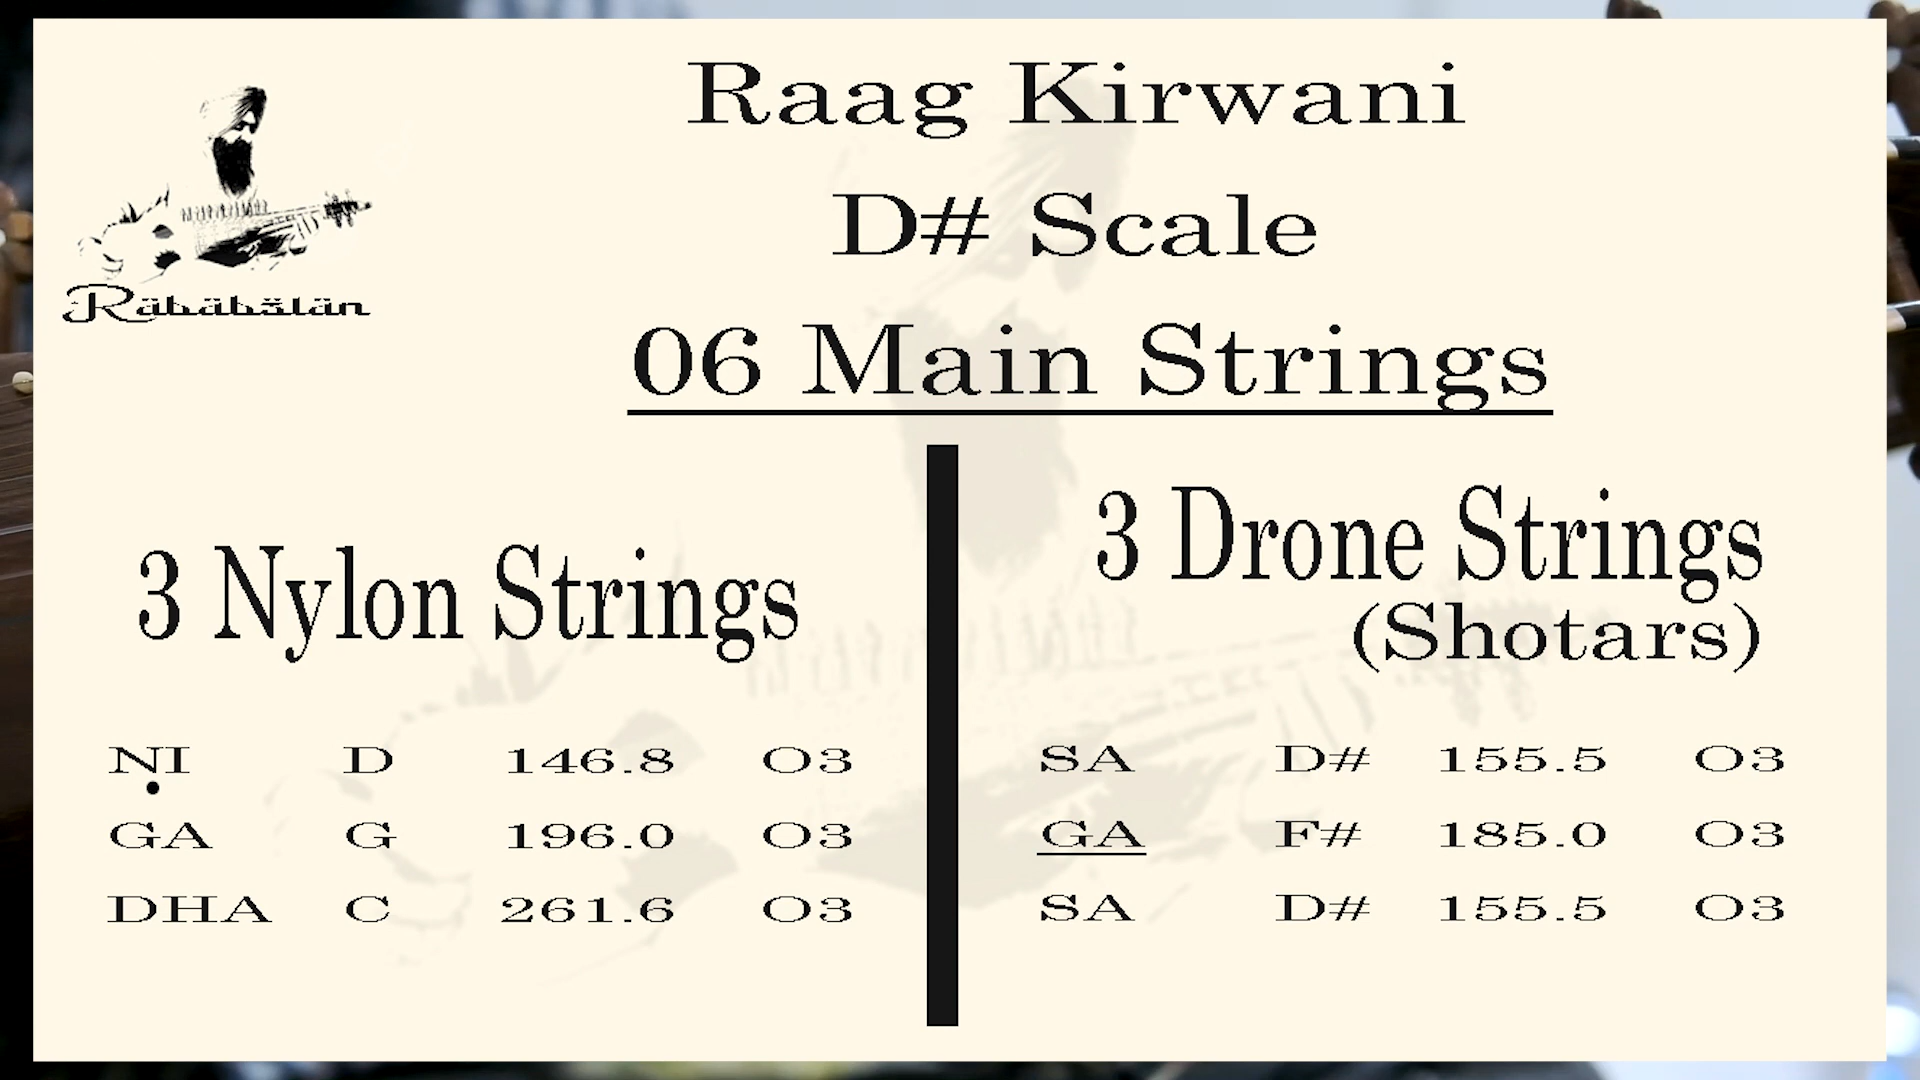 Raag Kirwani
D# Scale
Räbäbälän
06 Main Strings
3 Nylon Strings
NI D 146.8 O3
GA G 196.0 O3
DHA C 261.6 O3
3 Drone Strings
(Shotars)
SA D# 155.5 O3
GA F# 185.0 O3
SA D# 155.5 O3